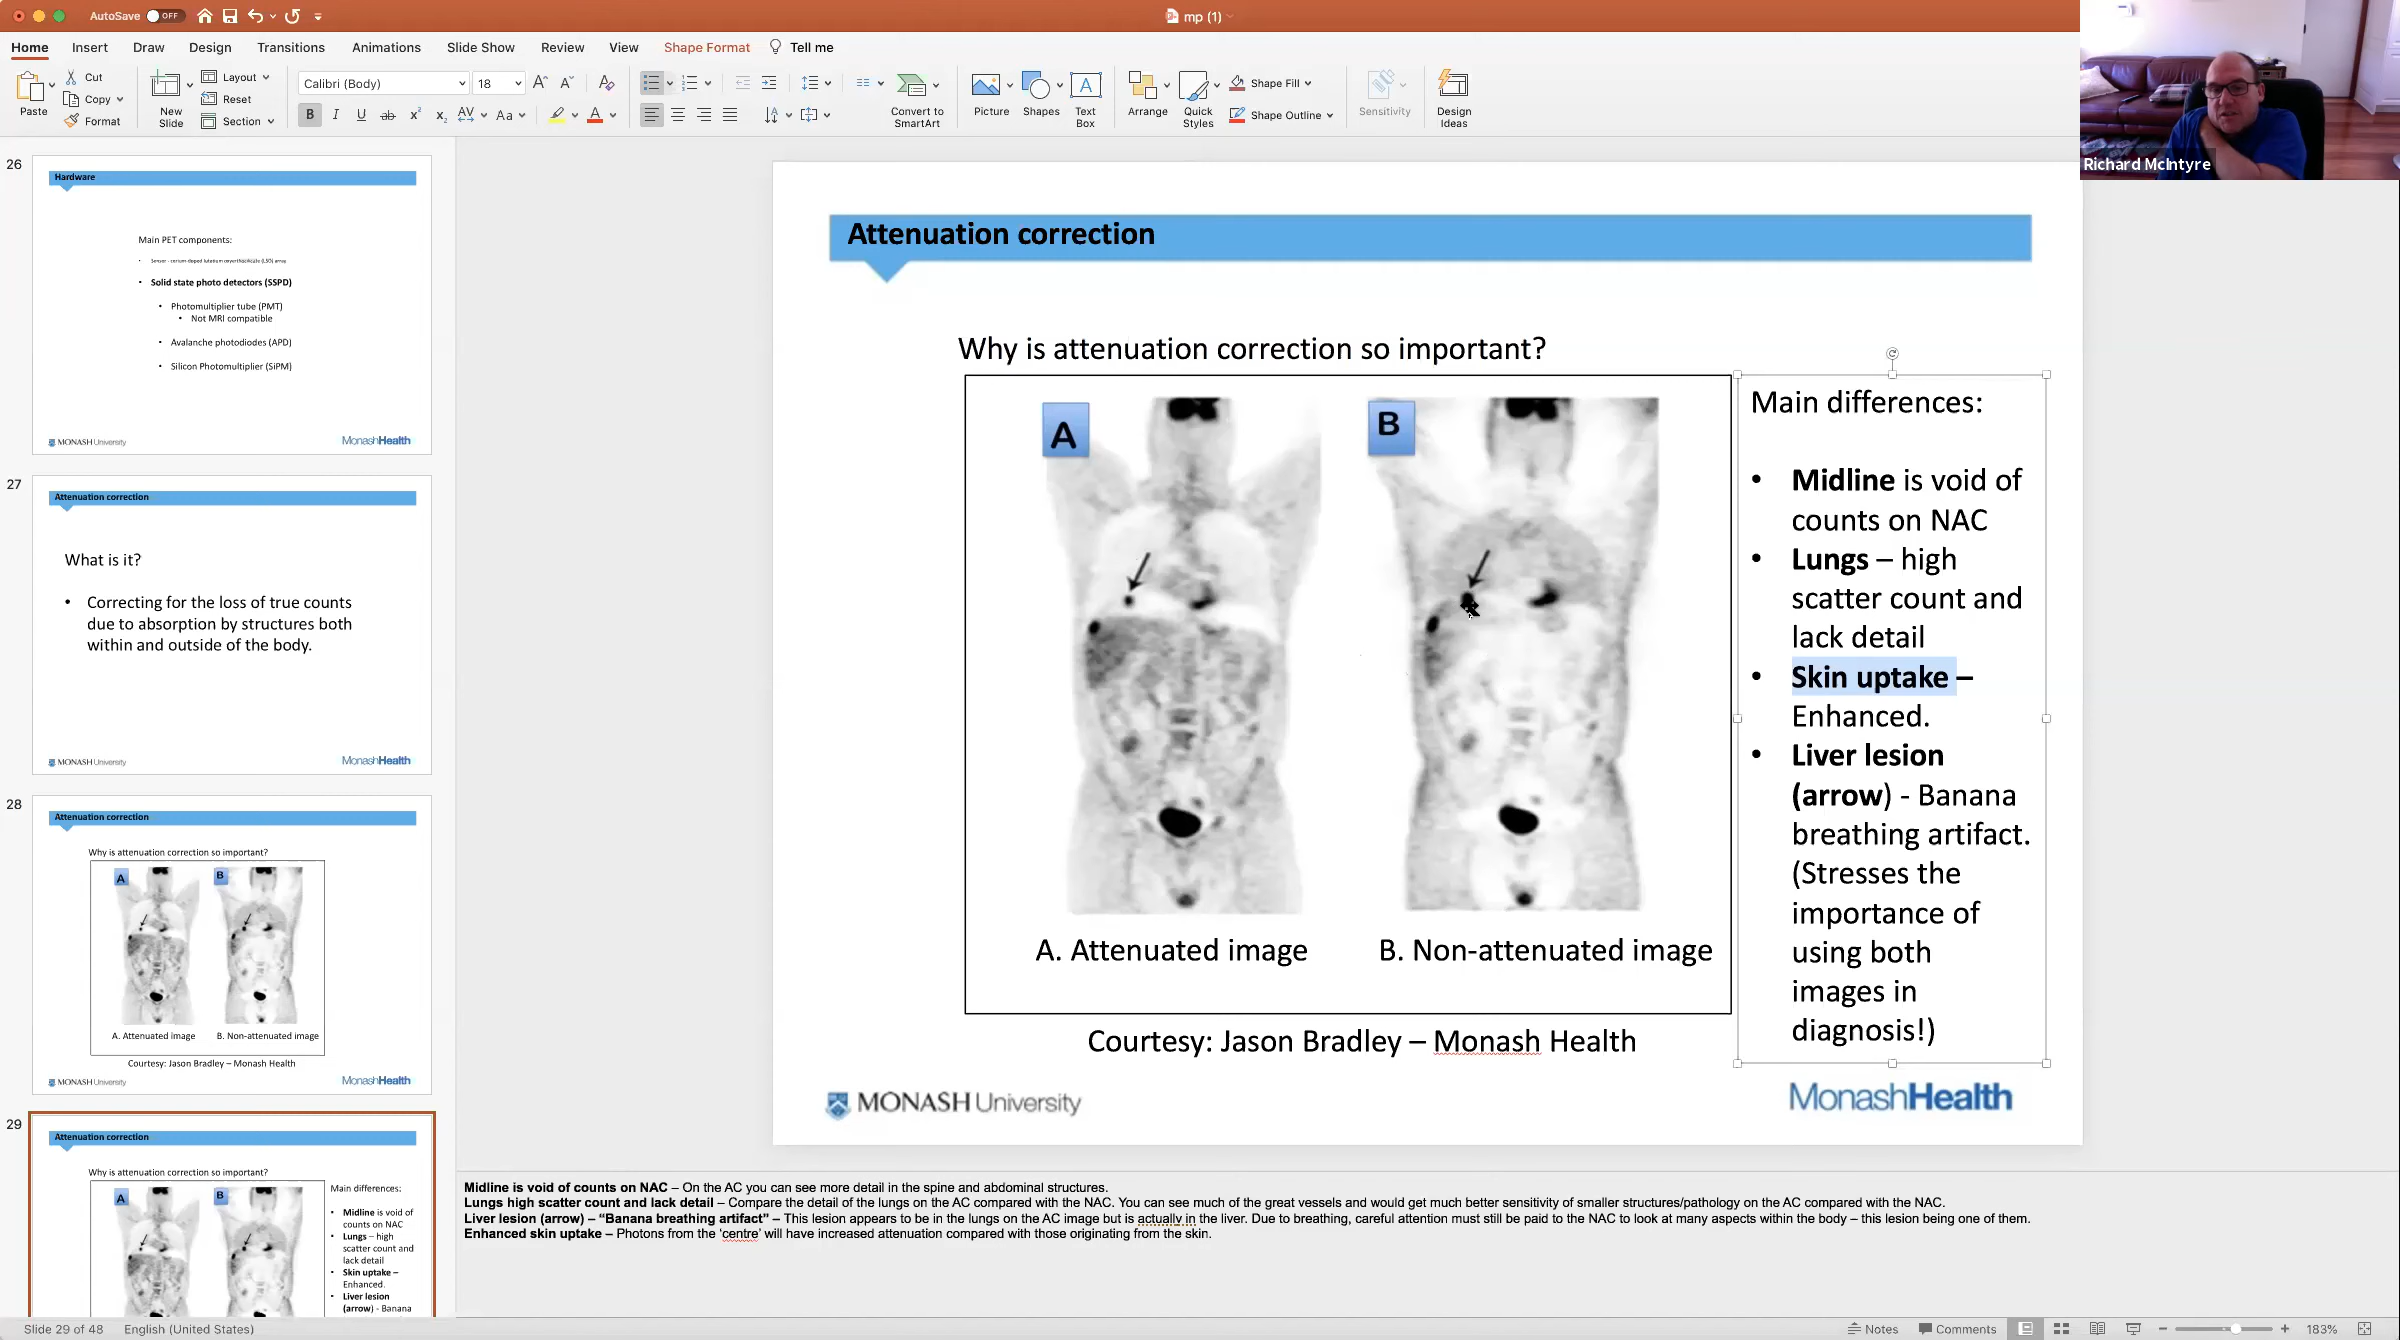 AutoSave OFF
mp (1)
Home Insert Draw Design Transitions Animations Slide Show Review View Shape Format Tell me
Paste
Cut
Copy
Format
New Slide
Layout
Reset
Section
Calibri (Body) 18
Convert to SmartArt
Picture
Shapes
Text Box
Arrange
Quick Styles
Shape Fill
Shape Outline
Sensitivity
Design Ideas
Richard McIntyre
26
Hardware
Main PET components:
Solid state photo detectors (SSPD)
Photomultiplier tube (PMT)
Not MRI compatible
Avalanche photodiodes (APD)
Silicon Photomultiplier (SiPM)
MONASH University
MonashHealth
27
Attenuation correction
What is it?
Correcting for the loss of true counts
due to absorption by structures both
within and outside of the body.
MONASH University
MonashHealth
28
Attenuation correction
Why is attenuation correction so important?
A
B
A. Attenuated image
B. Non-attenuated image
Courtesy: Jason Bradley – Monash Health
MONASH University
MonashHealth
29
Attenuation correction
Why is attenuation correction so important?
A
B
Main differences:
• Midline is void of
counts on NAC
• Lungs – high
scatter count and
lack detail
• Skin uptake –
Enhanced.
• Liver lesion
(arrow) - Banana
Attenuation correction
Why is attenuation correction so important?
A
B
A. Attenuated image
B. Non-attenuated image
Courtesy: Jason Bradley – Monash Health
Main differences:
• Midline is void of
counts on NAC
• Lungs – high
scatter count and
lack detail
• Skin uptake –
Enhanced.
• Liver lesion
(arrow) - Banana
breathing artifact.
(Stresses the
importance of
using both
images in
diagnosis!)
MONASH University
MonashHealth
Midline is void of counts on NAC – On the AC you can see more detail in the spine and abdominal structures.
Lungs high scatter count and lack detail – Compare the detail of the lungs on the AC compared with the NAC. You can see much of the great vessels and would get much better sensitivity of smaller structures/pathology on the AC compared with the NAC.
Liver lesion (arrow) – “Banana breathing artifact” – This lesion appears to be in the lungs on the AC image but is actually in the liver. Due to breathing, careful attention must still be paid to the NAC to look at many aspects within the body – this lesion being one of them.
Enhanced skin uptake – Photons from the ‘centre’ will have increased attenuation compared with those originating from the skin.
Slide 29 of 48 English (United States)
Notes Comments 183%